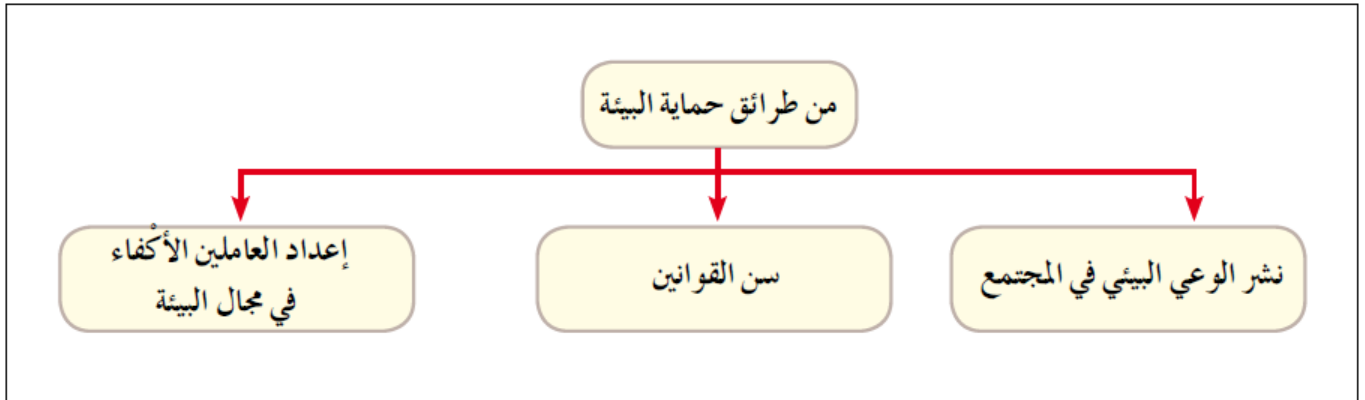 من طرائق حماية البيئة
نشر الوعي البيئي في المجتمع
سن القوانين
إعداد العاملين الأكْفاء
في مجال البيئة